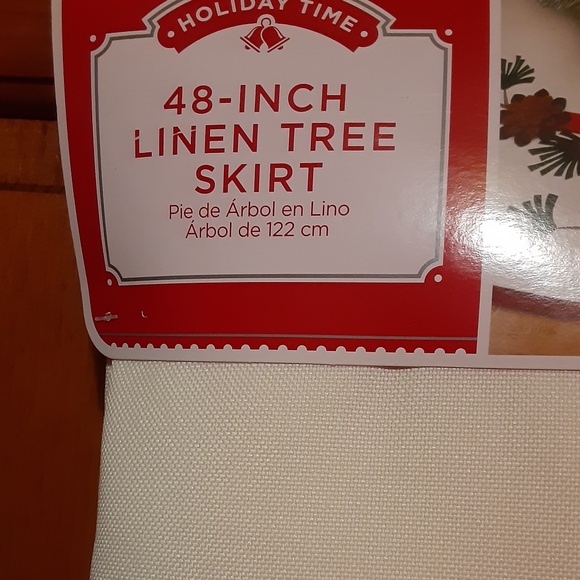 HOLIDAY TIME
48-INCH
LINEN TREE
SKIRT
Pie de Árbol en Lino
Árbol de 122 cm